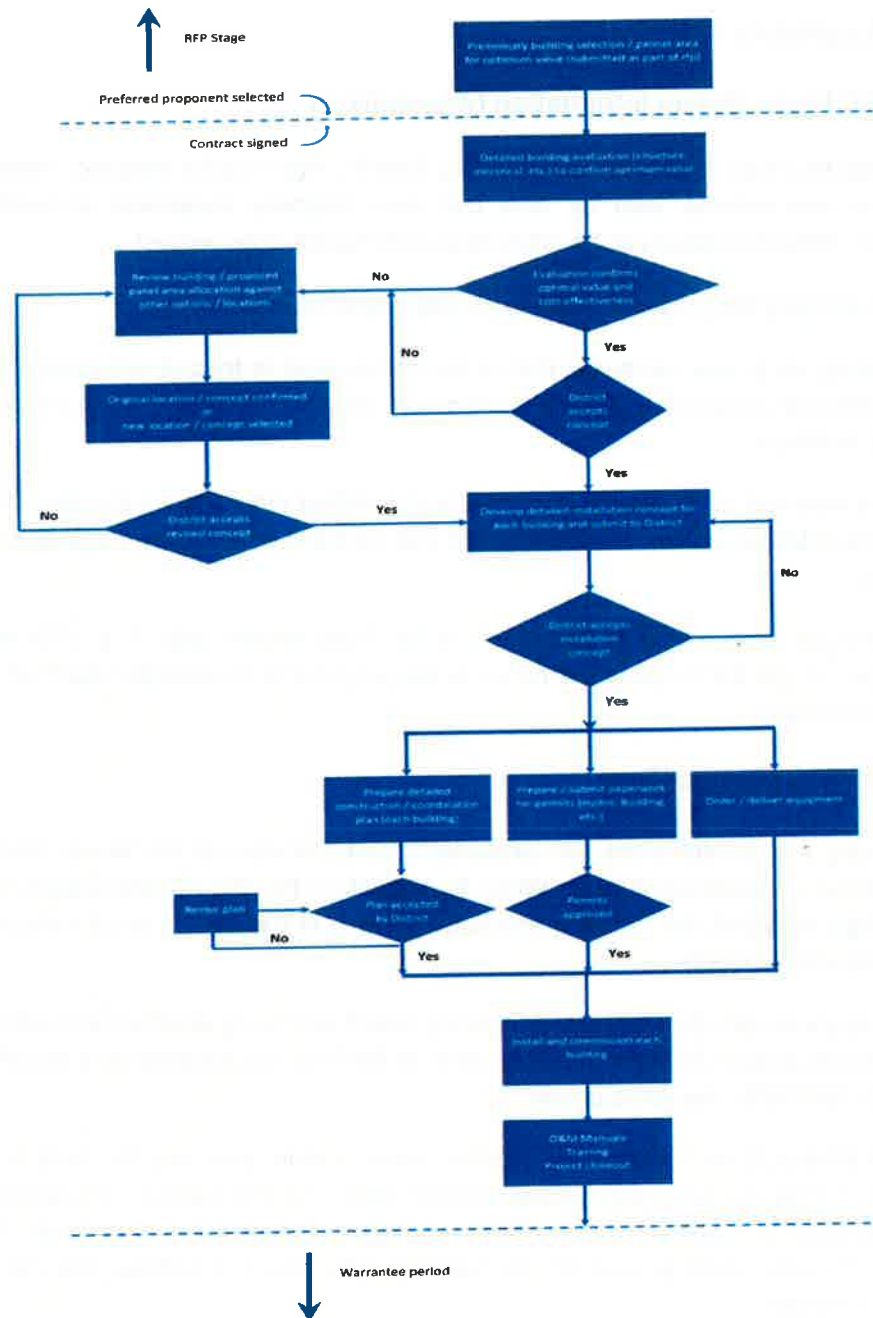 RFP Stage
Preliminary building selection / pannel area
for optimum value (submitted as part of rfp)
Preferred proponent selected
Contract signed
Detailed building evaluation (structure,
electrical, etc.) to confirm optimum value
Review building / proposed
panel area allocation against
other options / locations
No
Evaluation confirms
optimal value and
cost effectiveness
Yes
No
District
accepts
concept
Original location / concept confirmed
or
new location / concept selected
Yes
No
District accepts
revised concept
Yes
Develop detailed installation concept for
each building and submit to District
No
District accepts
installation
concept
Yes
Prepare detailed
construction / coordination
plan (each building)
Prepare / submit paperwork
for permits (Hydro, Building,
etc.)
Order / deliver equipment
Revise plan
Plan accepted
by District
Permits
approved
No
Yes
Yes
Install and commission each
building
O&M Manuals
Training
Project Closeout
Warrantee period